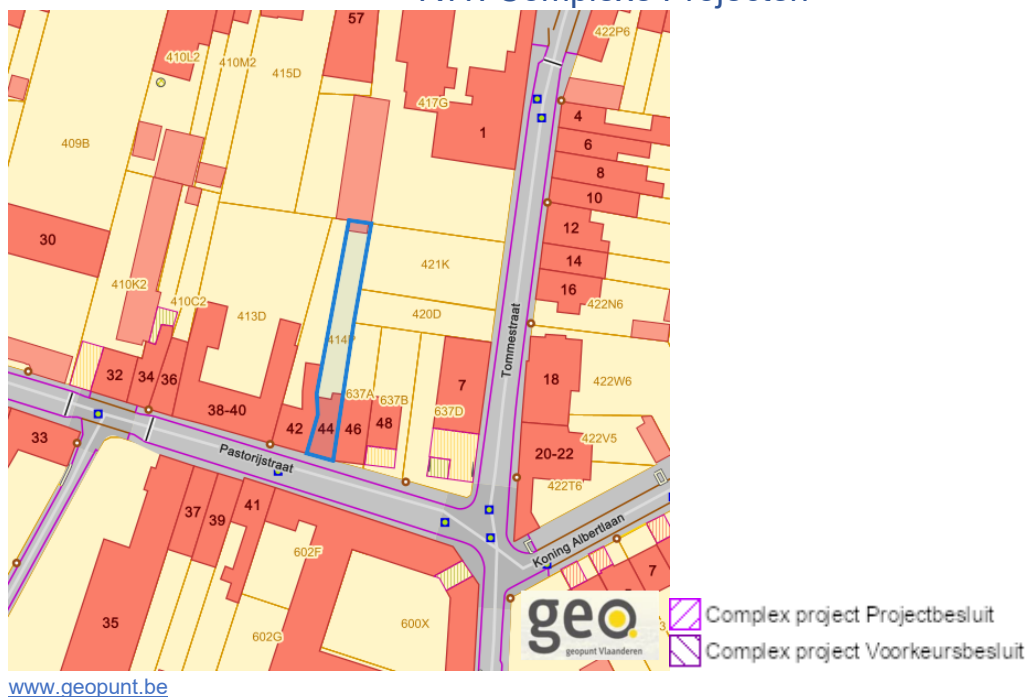 57
422P6
410L2
410M2
415D
417G
1
4
6
8
10
409B
12
14
16
30
421K
410K2
410C2
422N6
413D
420D
414P
Tommestraat
32
34
36
7
18
422W6
637A
637B
637D
38-40
42
44
46
48
33
Pastorijstraat
20-22
422V5
422T6
37
39
41
602F
Koning Albertlaan
7
35
602G
600X
geo
geopunt Vlaanderen
Complex project Projectbesluit
Complex project Voorkeursbesluit
www.geopunt.be